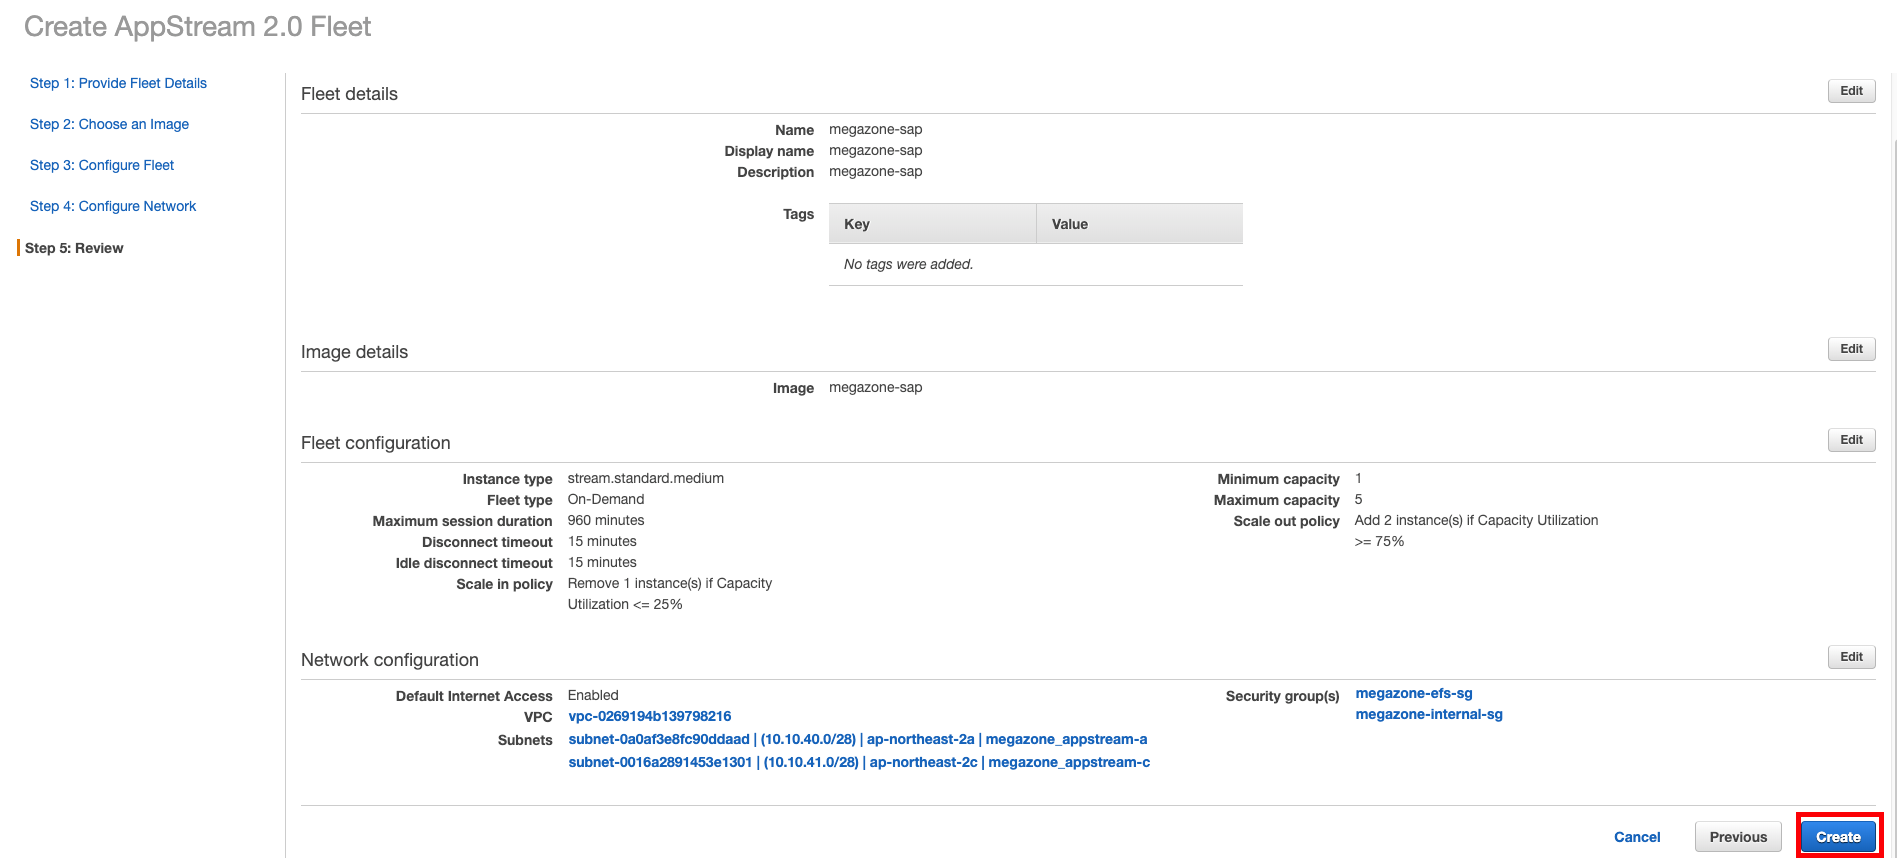 Create AppStream 2.0 Fleet
Step 1: Provide Fleet Details
Step 2: Choose an Image
Step 3: Configure Fleet
Step 4: Configure Network
Step 5: Review
Fleet details
Edit
Name megazone-sap
Display name megazone-sap
Description megazone-sap
Tags
Key Value
No tags were added.
Image details
Edit
Image megazone-sap
Fleet configuration
Edit
Instance type stream.standard.medium
Fleet type On-Demand
Maximum session duration 960 minutes
Disconnect timeout 15 minutes
Idle disconnect timeout 15 minutes
Scale in policy Remove 1 instance(s) if Capacity
Utilization <= 25%
Minimum capacity 1
Maximum capacity 5
Scale out policy Add 2 instance(s) if Capacity Utilization
>= 75%
Network configuration
Edit
Default Internet Access Enabled
VPC vpc-0269194b139798216
Subnets subnet-0a0af3e8fc90ddaad | (10.10.40.0/28) | ap-northeast-2a | megazone_appstream-a
subnet-0016a2891453e1301 | (10.10.41.0/28) | ap-northeast-2c | megazone_appstream-c
Security group(s) megazone-efs-sg
megazone-internal-sg
Cancel Previous Create